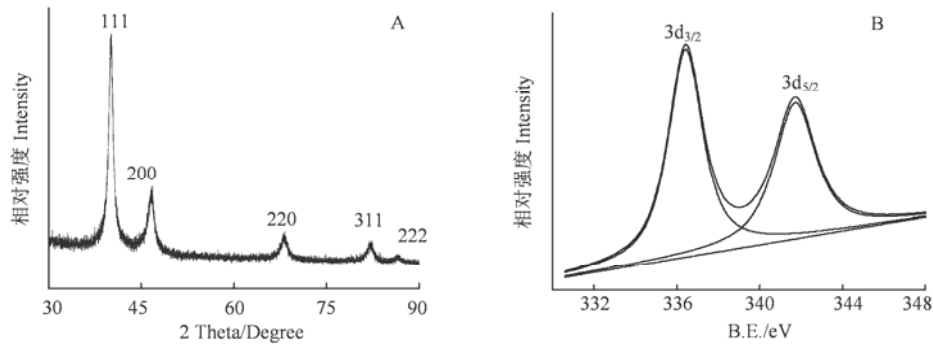 A
111
200
220
311
222
相对强度 Intensity
30 45 60 75 90
2 Theta/Degree
B
3d3/2
3d5/2
相对强度 Intensity
332 336 340 344 348
B.E./eV